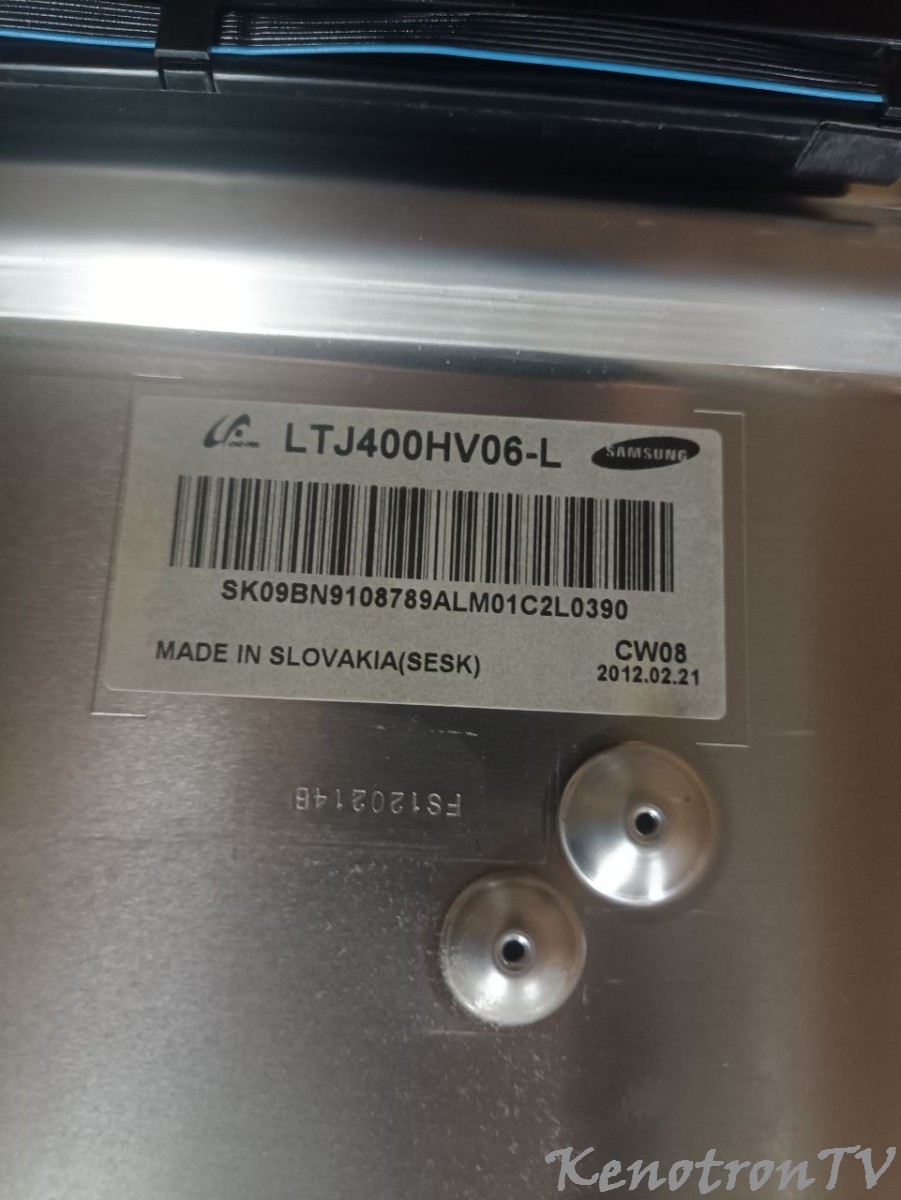 LTJ400HV06-L SAMSUNG
SK09BN9108789ALM01C2L0390
MADE IN SLOVAKIA(SESK) CW08
2012.02.21
FS120214B
KenotronTV